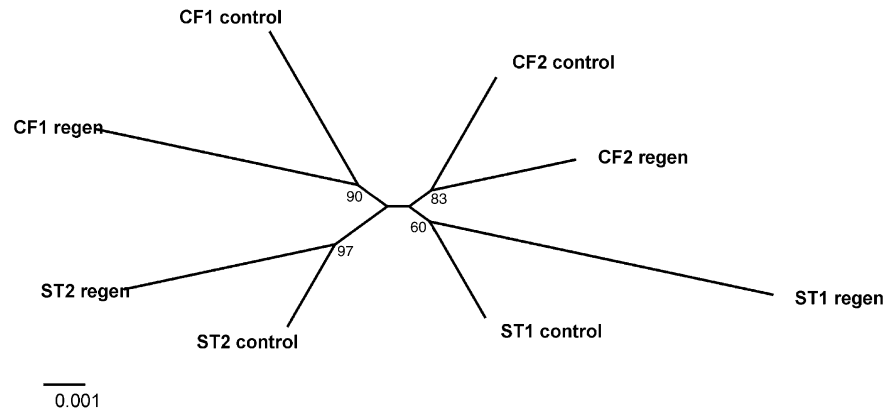 CF1 control
CF2 control
CF1 regen
CF2 regen
90
83
60
97
ST2 regen
ST1 regen
ST2 control
ST1 control
0.001